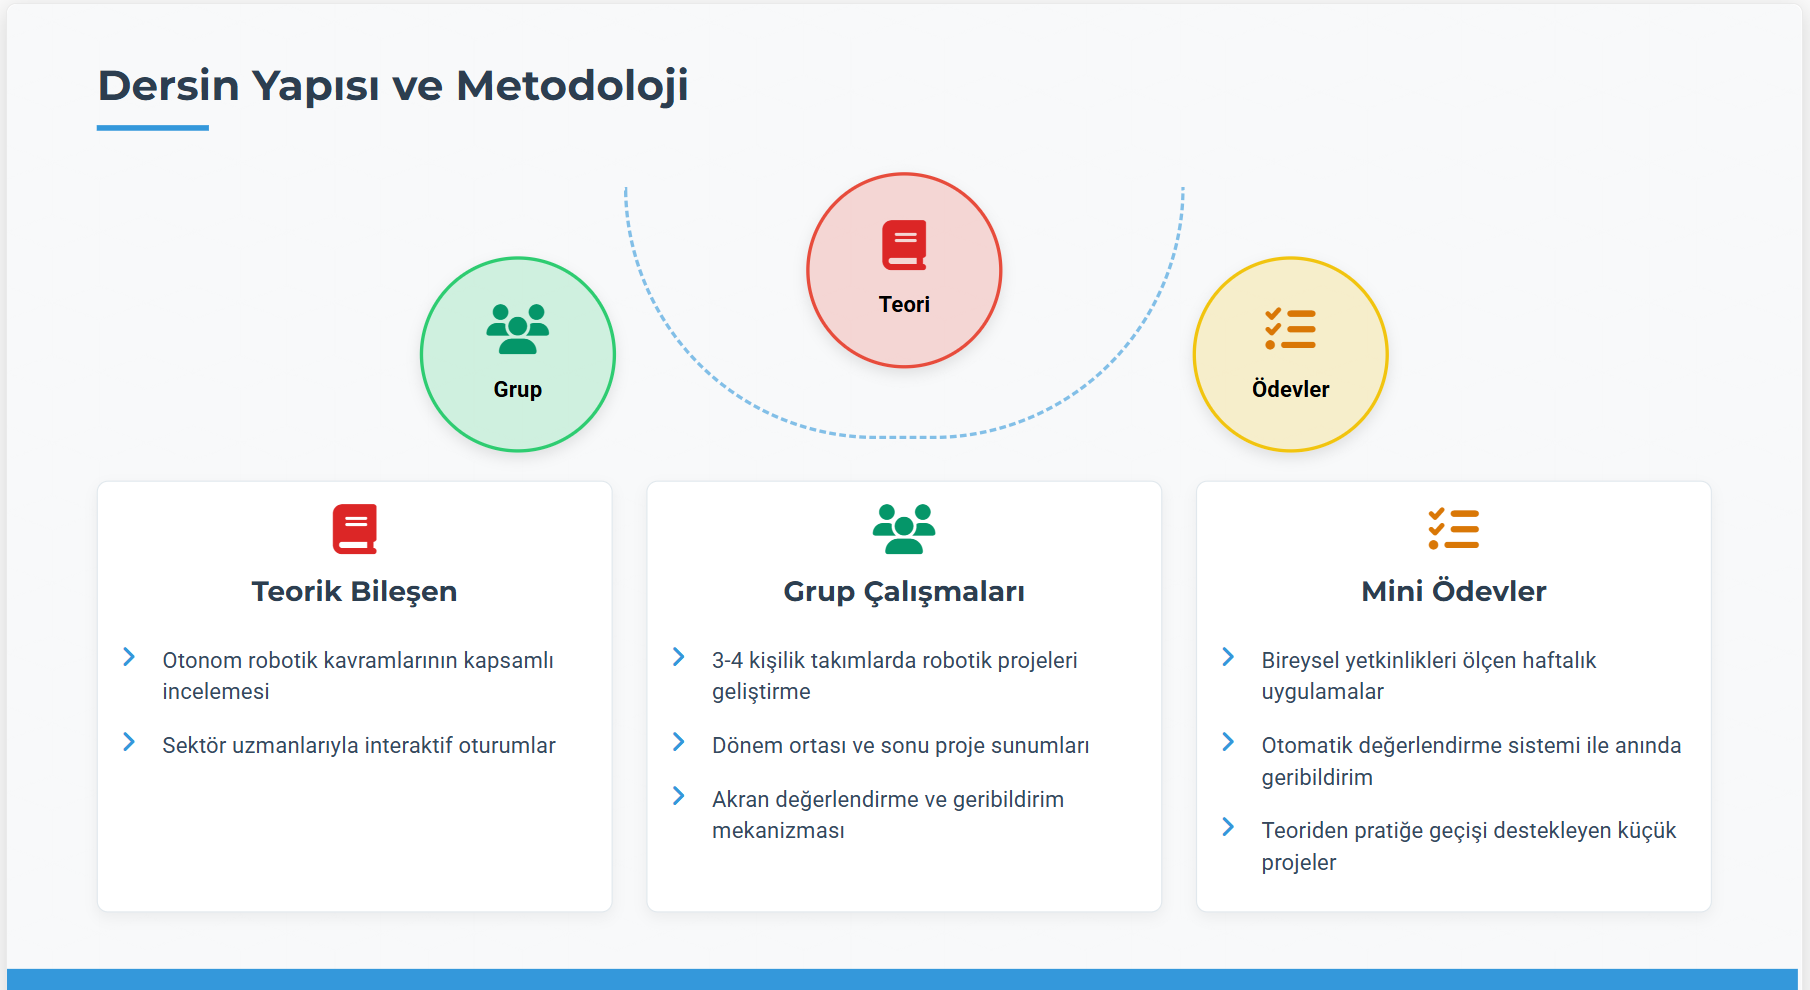 Dersin Yapısı ve Metodoloji
Teori
Grup
Ödevler
Teorik Bileşen
Otonom robotik kavramlarının kapsamlı
incelemesi
Sektör uzmanlarıyla interaktif oturumlar
Grup Çalışmaları
3-4 kişilik takımlarda robotik projeleri
geliştirme
Dönem ortası ve sonu proje sunumları
Akran değerlendirme ve geribildirim
mekanizması
Mini Ödevler
Bireysel yetkinlikleri ölçen haftalık
uygulamalar
Otomatik değerlendirme sistemi ile anında
geribildirim
Teoriden pratiğe geçişi destekleyen küçük
projeler